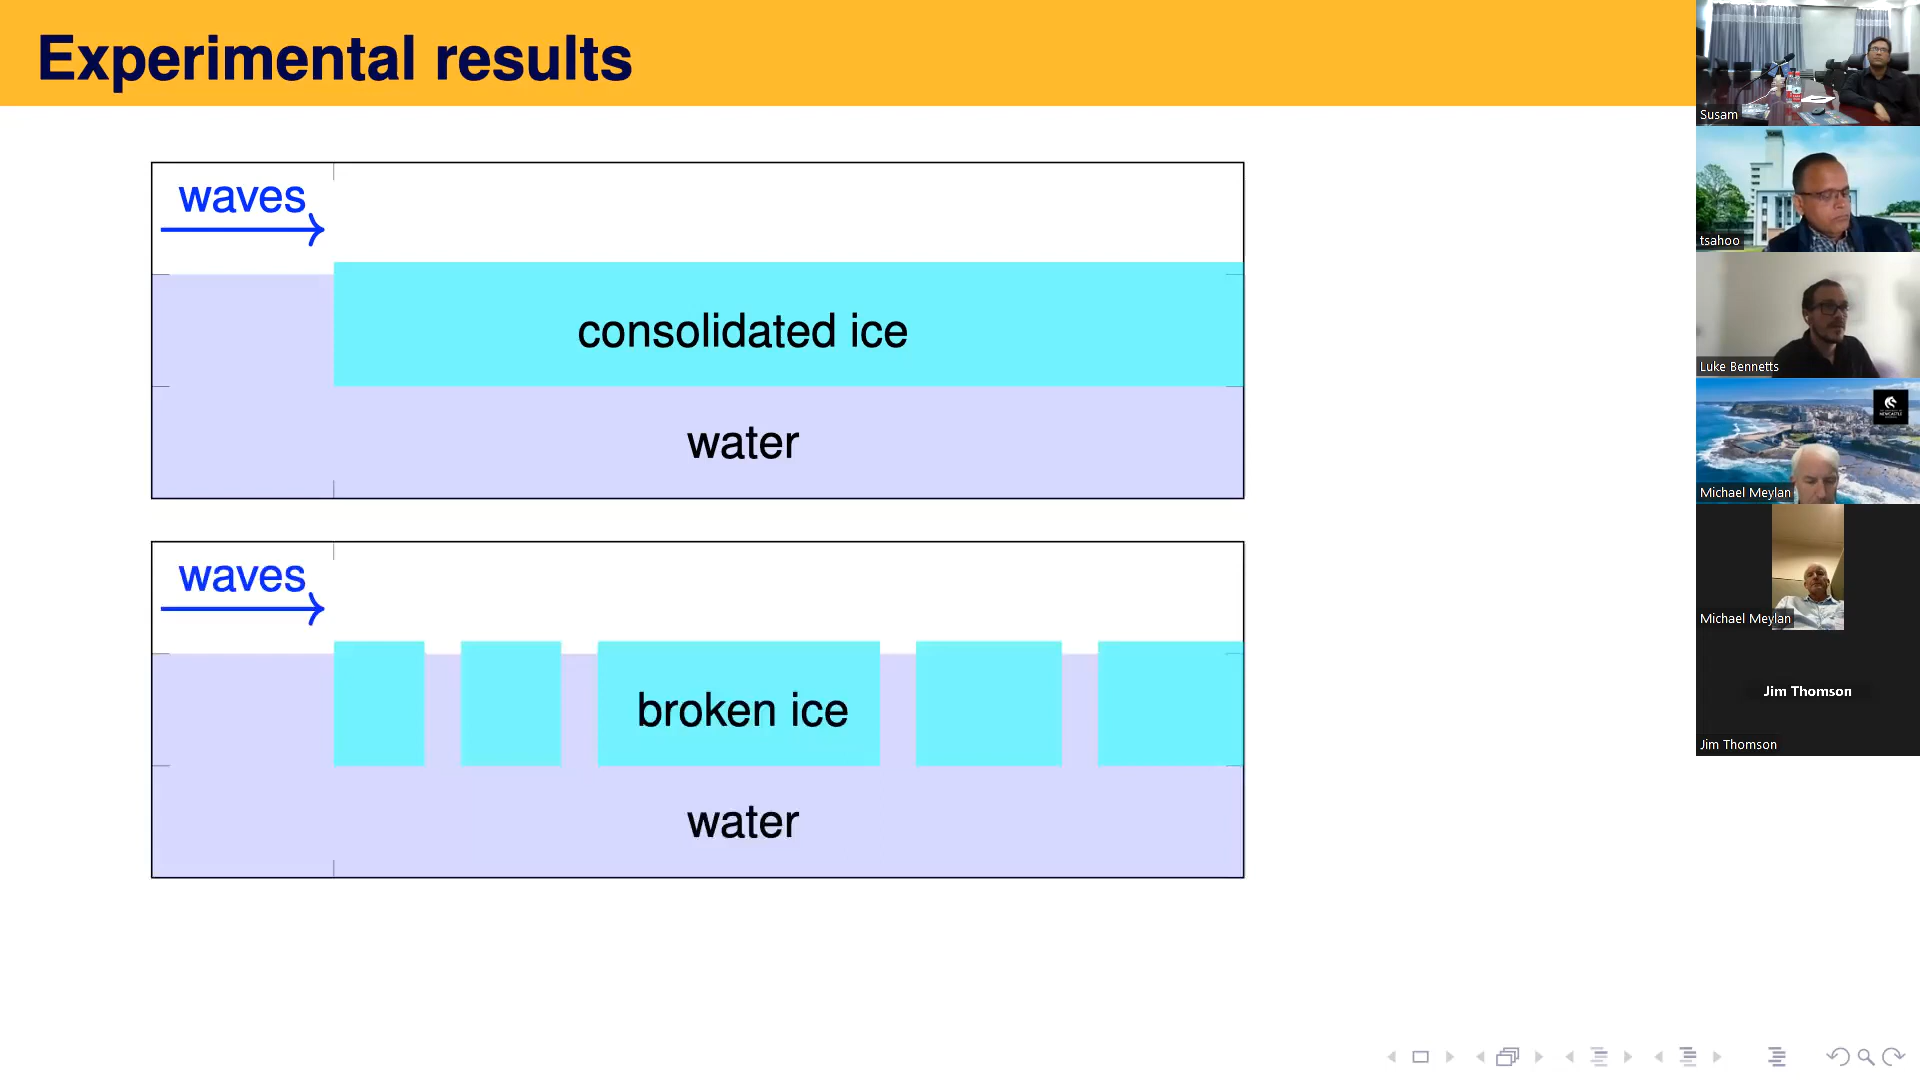 Experimental results
waves
consolidated ice
water
waves
broken ice
water
Susam
tsahoo
Luke Bennetts
Michael Meylan
Michael Meylan
Jim Thomson
Jim Thomson